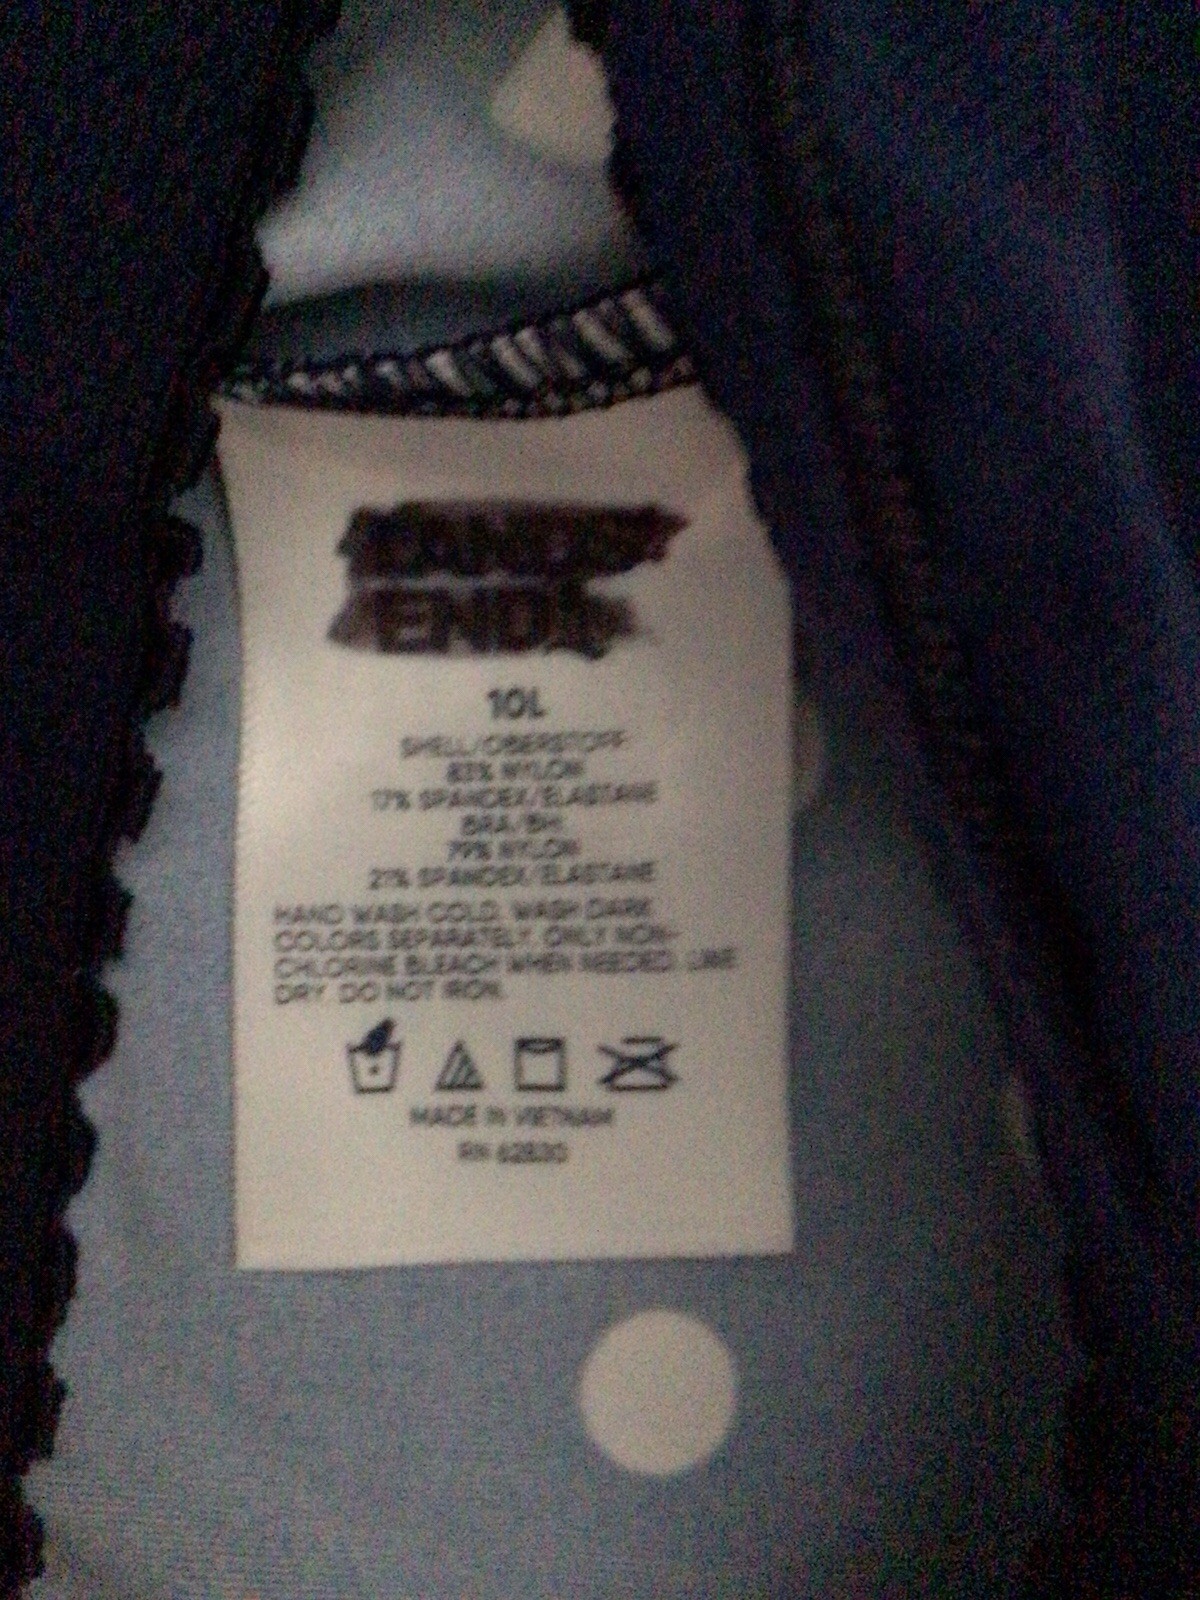 LANDS'
END
10L
SHELL/OBERSTOFF
83% NYLON
17% SPANDEX/ELASTANE
BRA/BH:
79% NYLON
21% SPANDEX/ELASTANE
HAND WASH COLD. WASH DARK
COLORS SEPARATELY. ONLY NON-
CHLORINE BLEACH WHEN NEEDED. LINE
DRY. DO NOT IRON.
MADE IN VIETNAM
RN 62830